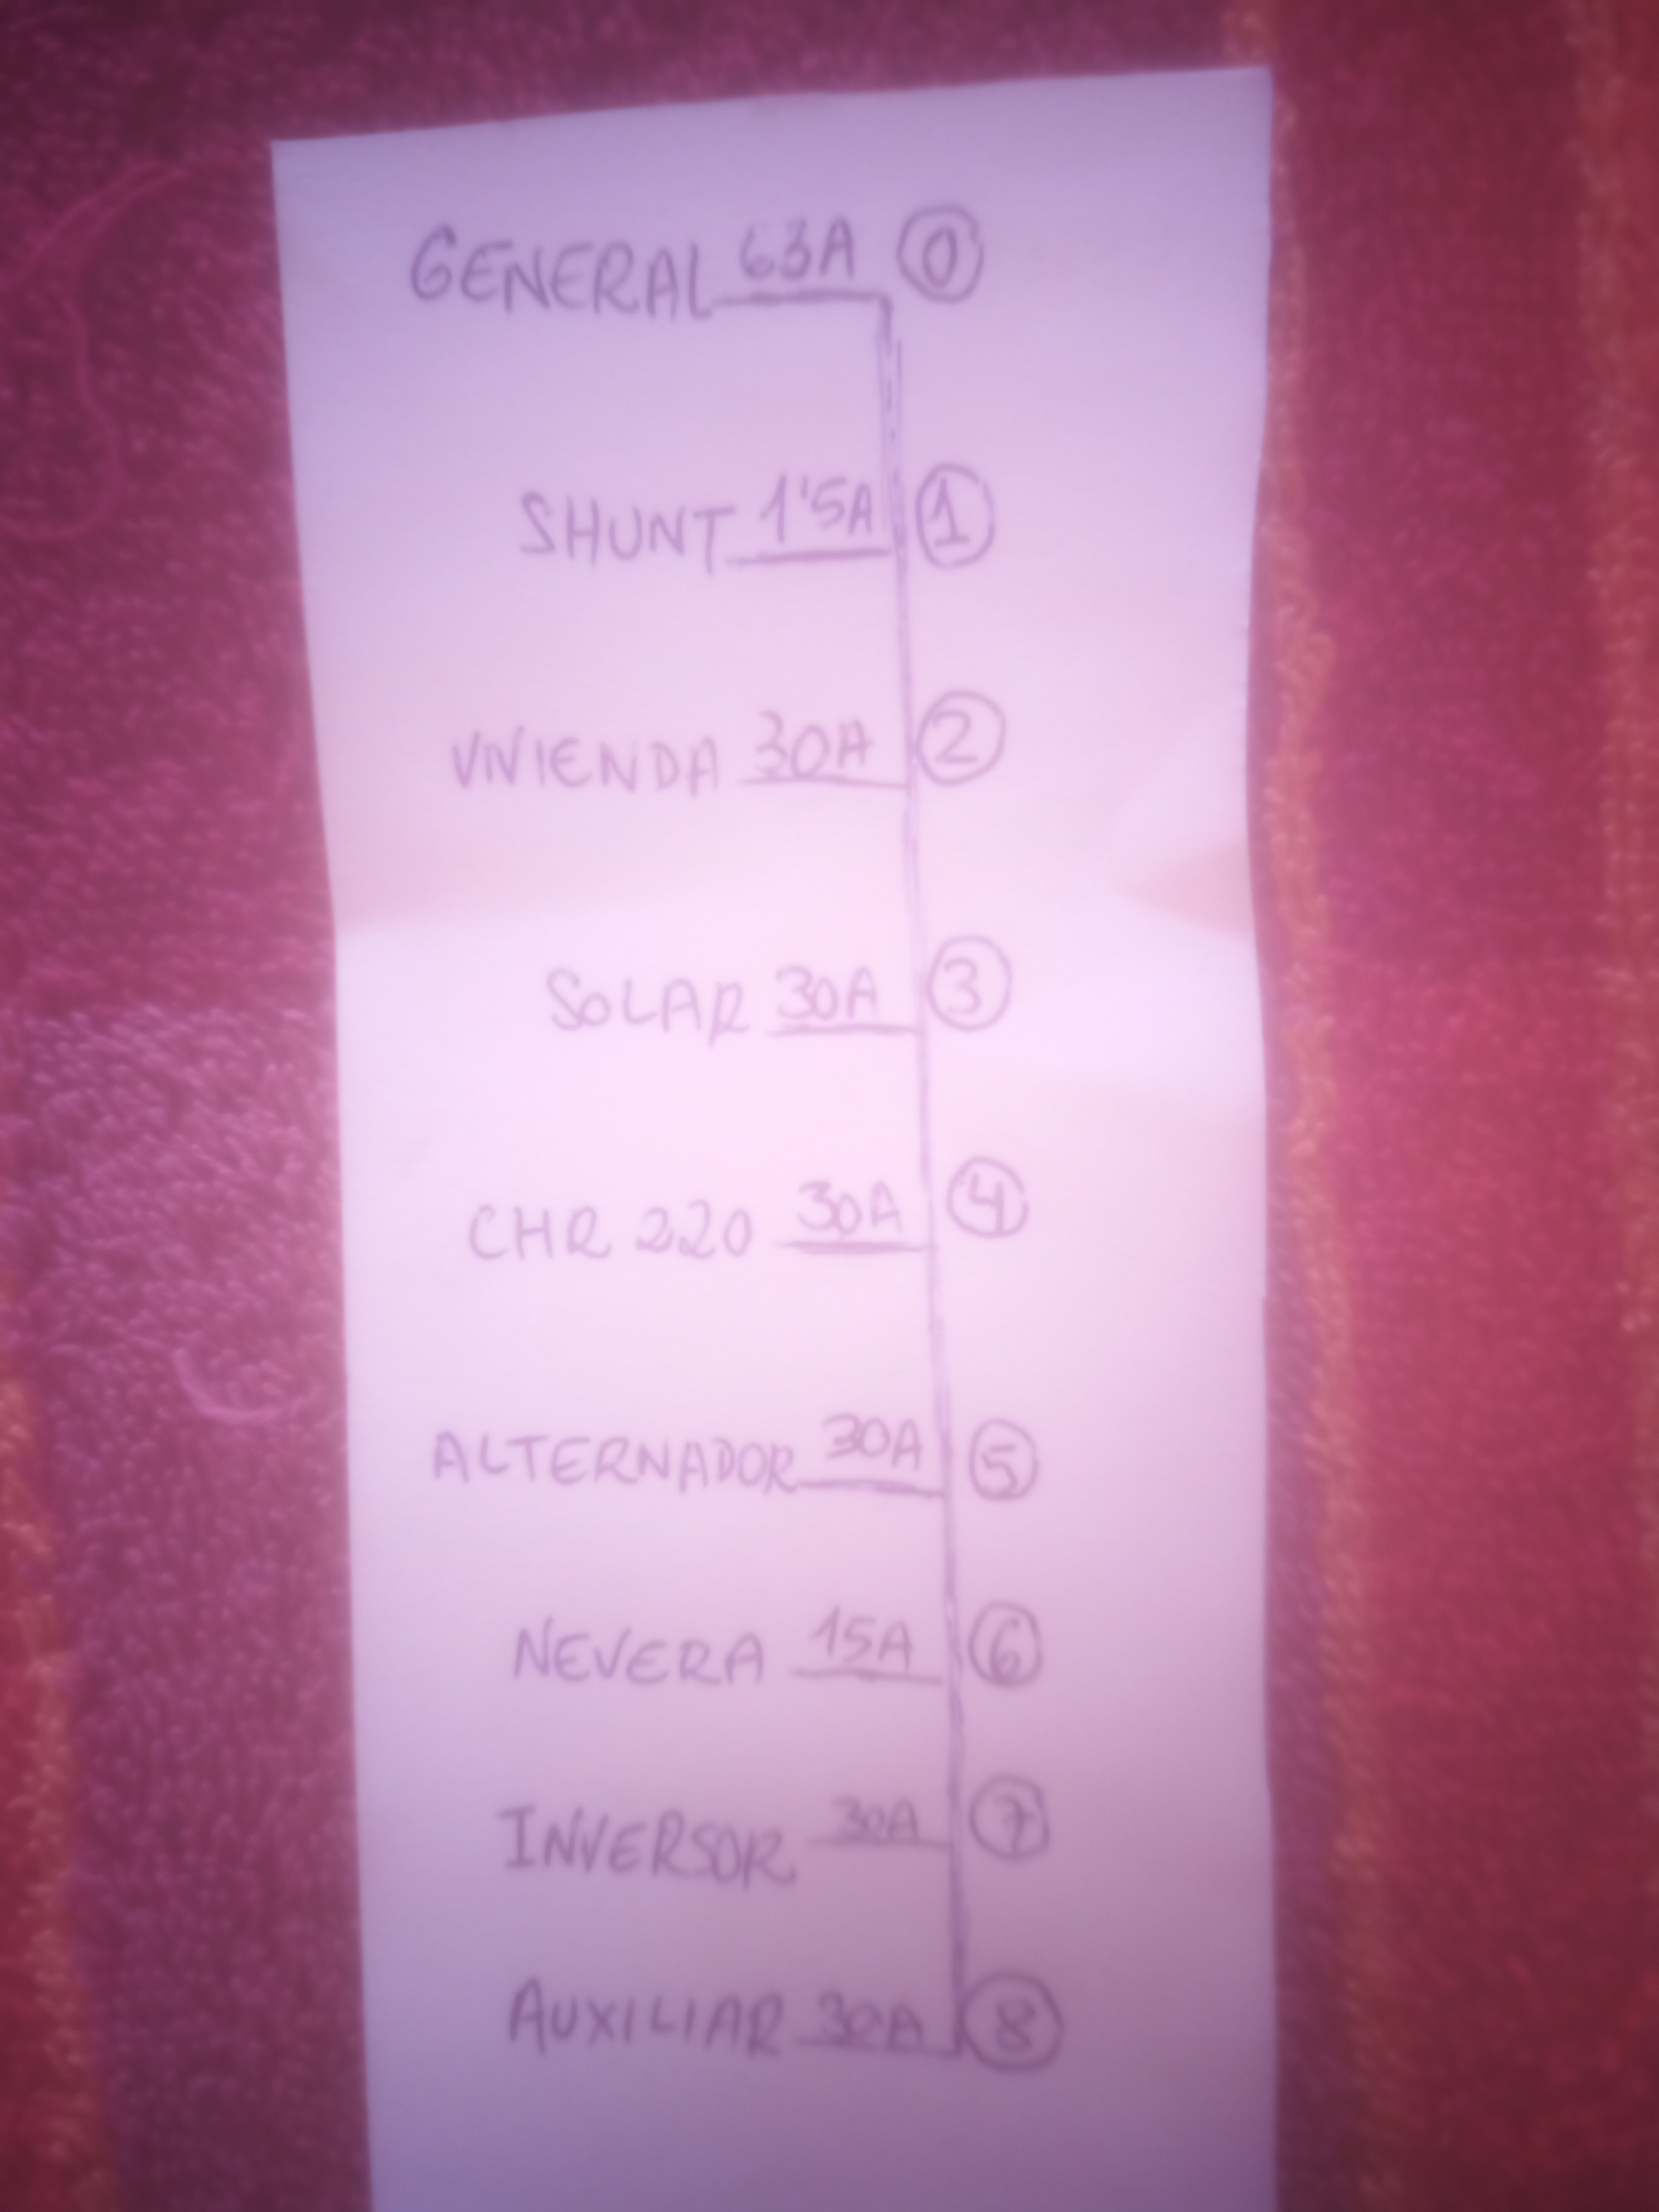 GENERAL 63A 0
SHUNT 1'5A 1
VIVIENDA 30A 2
SOLAR 30A 3
CHR 220 30A 4
ALTERNADOR 30A 5
NEVERA 15A 6
INVERSOR 30A 7
AUXILIAR 30A 8